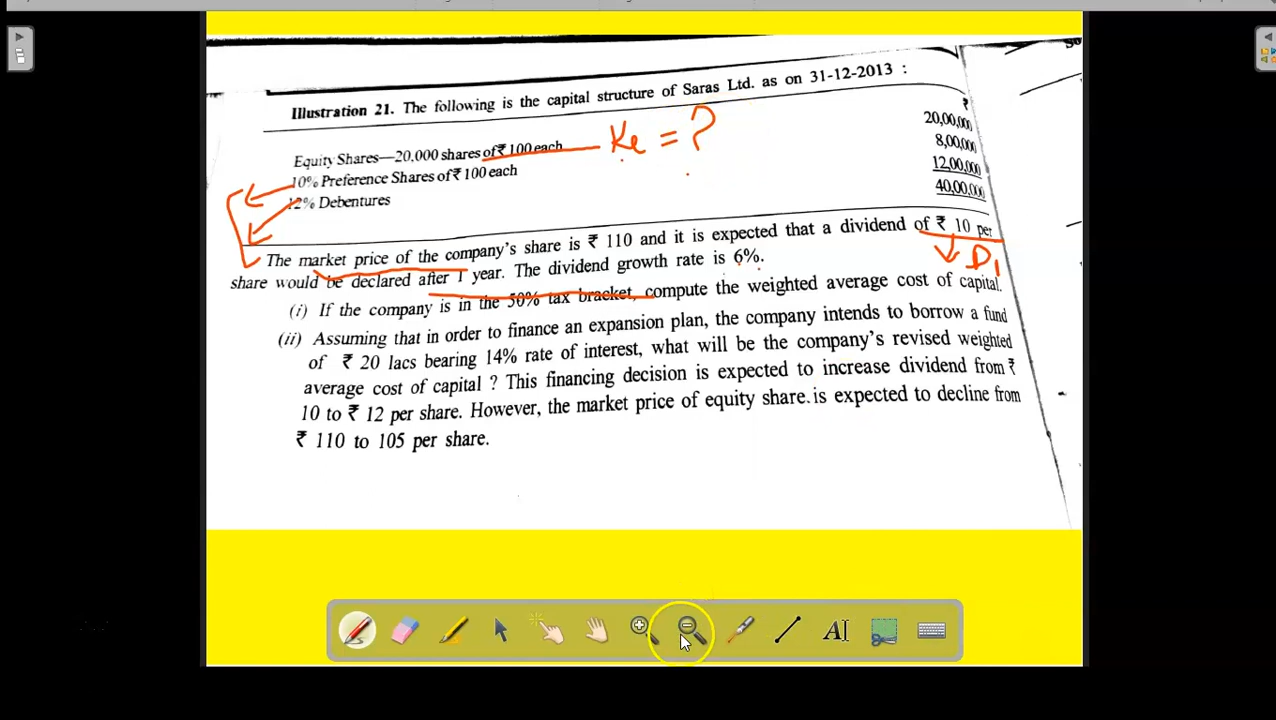 Illustration 21. The following is the capital structure of Saras Ltd. as on 31-12-2013 :
₹
Equity Shares—20,000 shares of ₹ 100 each 20,00,000
Ke = ?
10% Preference Shares of ₹ 100 each 8,00,000
12% Debentures 12,00,000
40,00,000
The market price of the company's share is ₹ 110 and it is expected that a dividend of ₹ 10 per
D1
share would be declared after 1 year. The dividend growth rate is 6%.
(i) If the company is in the 50% tax bracket, compute the weighted average cost of capital.
(ii) Assuming that in order to finance an expansion plan, the company intends to borrow a fund
of ₹ 20 lacs bearing 14% rate of interest, what will be the company's revised weighted
average cost of capital ? This financing decision is expected to increase dividend from ₹
10 to ₹ 12 per share. However, the market price of equity share is expected to decline from
₹ 110 to 105 per share.
AI